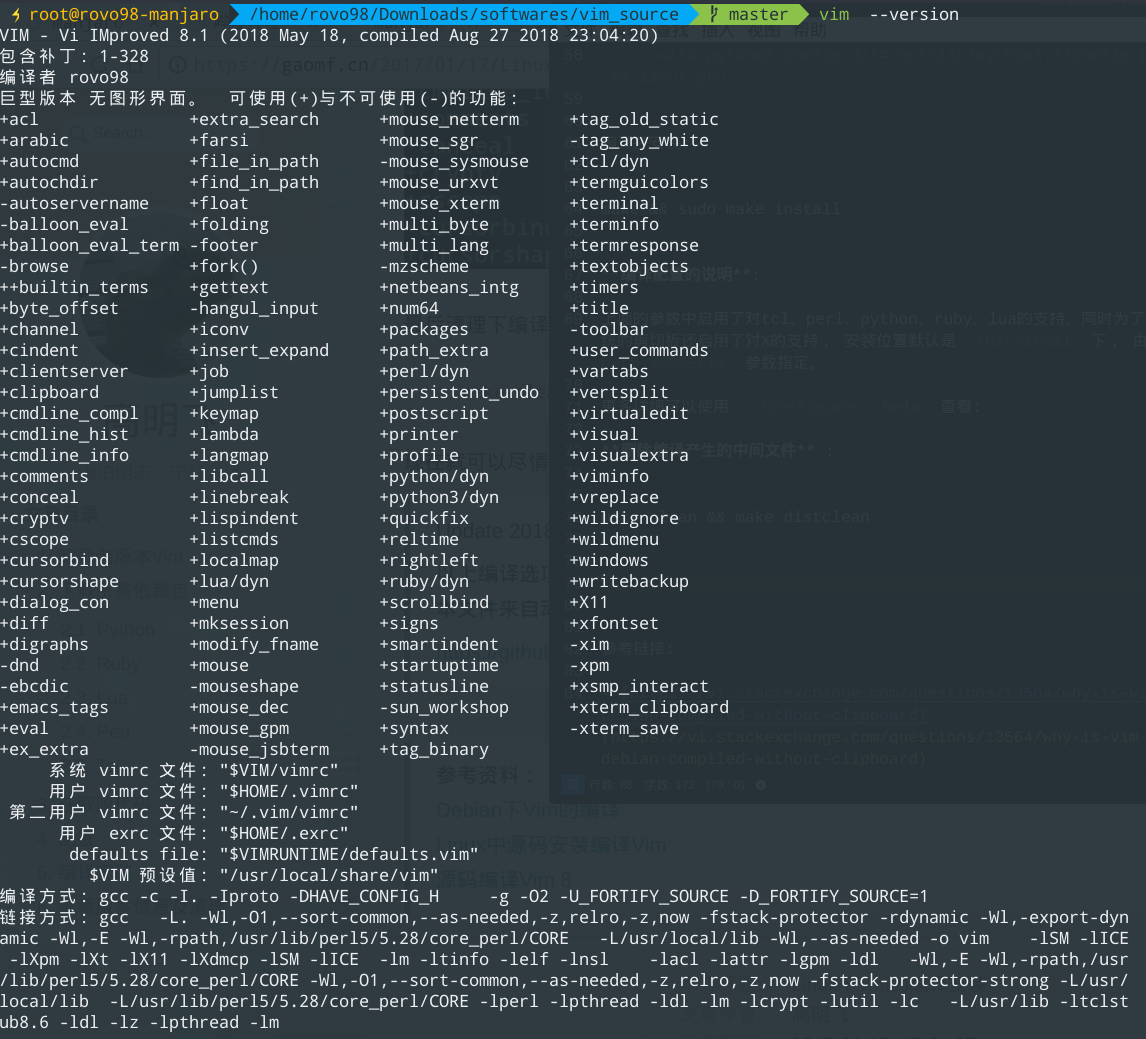 root@rovo98-manjaro /home/rovo98/Downloads/softwares/vim_source master vim --version
VIM - Vi IMproved 8.1 (2018 May 18, compiled Aug 27 2018 23:04:20)
包含补丁: 1-328
编译者 rovo98
巨型版本 无图形界面。 可使用(+)与不可使用(-)的功能:
+acl +extra_search +mouse_netterm +tag_old_static
+arabic +farsi +mouse_sgr -tag_any_white
+autocmd +file_in_path -mouse_sysmouse +tcl/dyn
+autochdir +find_in_path +mouse_urxvt +termguicolors
-autoservername +float +mouse_xterm +terminal
-balloon_eval +folding +multi_byte +terminfo
+balloon_eval_term -footer +multi_lang +termresponse
-browse +fork() -mzscheme +textobjects
++builtin_terms +gettext +netbeans_intg +timers
+byte_offset -hangul_input +num64 +title
+channel +iconv +packages -toolbar
+cindent +insert_expand +path_extra +user_commands
+clientserver +job +perl/dyn +vartabs
+clipboard +jumplist +persistent_undo +vertsplit
+cmdline_compl +keymap +postscript +virtualedit
+cmdline_hist +lambda +printer +visual
+cmdline_info +langmap +profile +visualextra
+comments +libcall +python/dyn +viminfo
+conceal +linebreak +python3/dyn +vreplace
+cryptv +lispindent +quickfix +wildignore
+cscope +listcmds +reltime +wildmenu
+cursorbind +localmap +rightleft +windows
+cursorshape +lua/dyn +ruby/dyn +writebackup
+dialog_con +menu +scrollbind +X11
+diff +mksession +signs +xfontset
+digraphs +modify_fname +smartindent -xim
-dnd +mouse +startuptime -xpm
-ebcdic -mouseshape +statusline +xsmp_interact
+emacs_tags +mouse_dec -sun_workshop +xterm_clipboard
+eval +mouse_gpm +syntax -xterm_save
+ex_extra -mouse_jsbterm +tag_binary
系统 vimrc 文件: "$VIM/vimrc"
用户 vimrc 文件: "$HOME/.vimrc"
第二用户 vimrc 文件: "~/.vim/vimrc"
用户 exrc 文件: "$HOME/.exrc"
defaults file: "$VIMRUNTIME/defaults.vim"
$VIM 预设值: "/usr/local/share/vim"
编译方式: gcc -c -I. -Iproto -DHAVE_CONFIG_H -g -O2 -U_FORTIFY_SOURCE -D_FORTIFY_SOURCE=1
链接方式: gcc -L. -Wl,-O1,--sort-common,--as-needed,-z,relro,-z,now -fstack-protector -rdynamic -Wl,-export-dyn
amic -Wl,-E -Wl,-rpath,/usr/lib/perl5/5.28/core_perl/CORE -L/usr/local/lib -Wl,--as-needed -o vim -lSM -lICE
-lXpm -lXt -lX11 -lXdmcp -lSM -lICE -lm -ltinfo -lelf -lnsl -lacl -lattr -lgpm -ldl -Wl,-E -Wl,-rpath,/usr
/lib/perl5/5.28/core_perl/CORE -Wl,-O1,--sort-common,--as-needed,-z,relro,-z,now -fstack-protector-strong -L/usr/
local/lib -L/usr/lib/perl5/5.28/core_perl/CORE -lperl -lpthread -ldl -lm -lcrypt -lutil -lc -L/usr/lib -ltclst
ub8.6 -ldl -lz -lpthread -lm